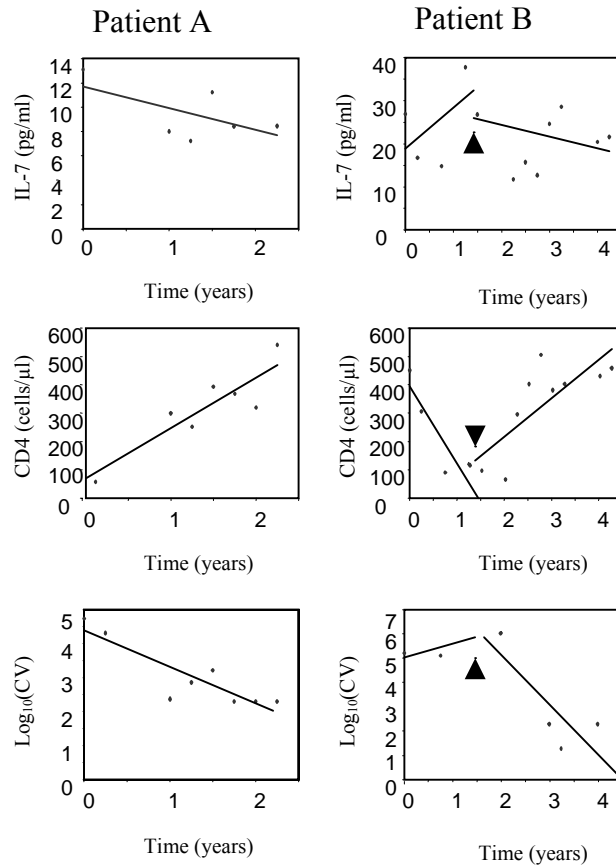 Patient A
Patient B
14
12
10
8
6
4
2
0
IL-7 (pg/ml)
0 1 2
Time (years)
40
30
20
10
0
IL-7 (pg/ml)
0 1 2 3 4
Time (years)
600
500
400
300
200
100
0
CD4 (cells/µl)
0 1 2
Time (years)
600
500
400
300
200
100
0
CD4 (cells/µl)
0 1 2 3 4
Time (years)
5
4
3
2
1
0
Log₁₀(CV)
0 1 2
Time (years)
7
6
5
4
3
2
1
0
Log₁₀(CV)
0 1 2 3 4
Time (years)